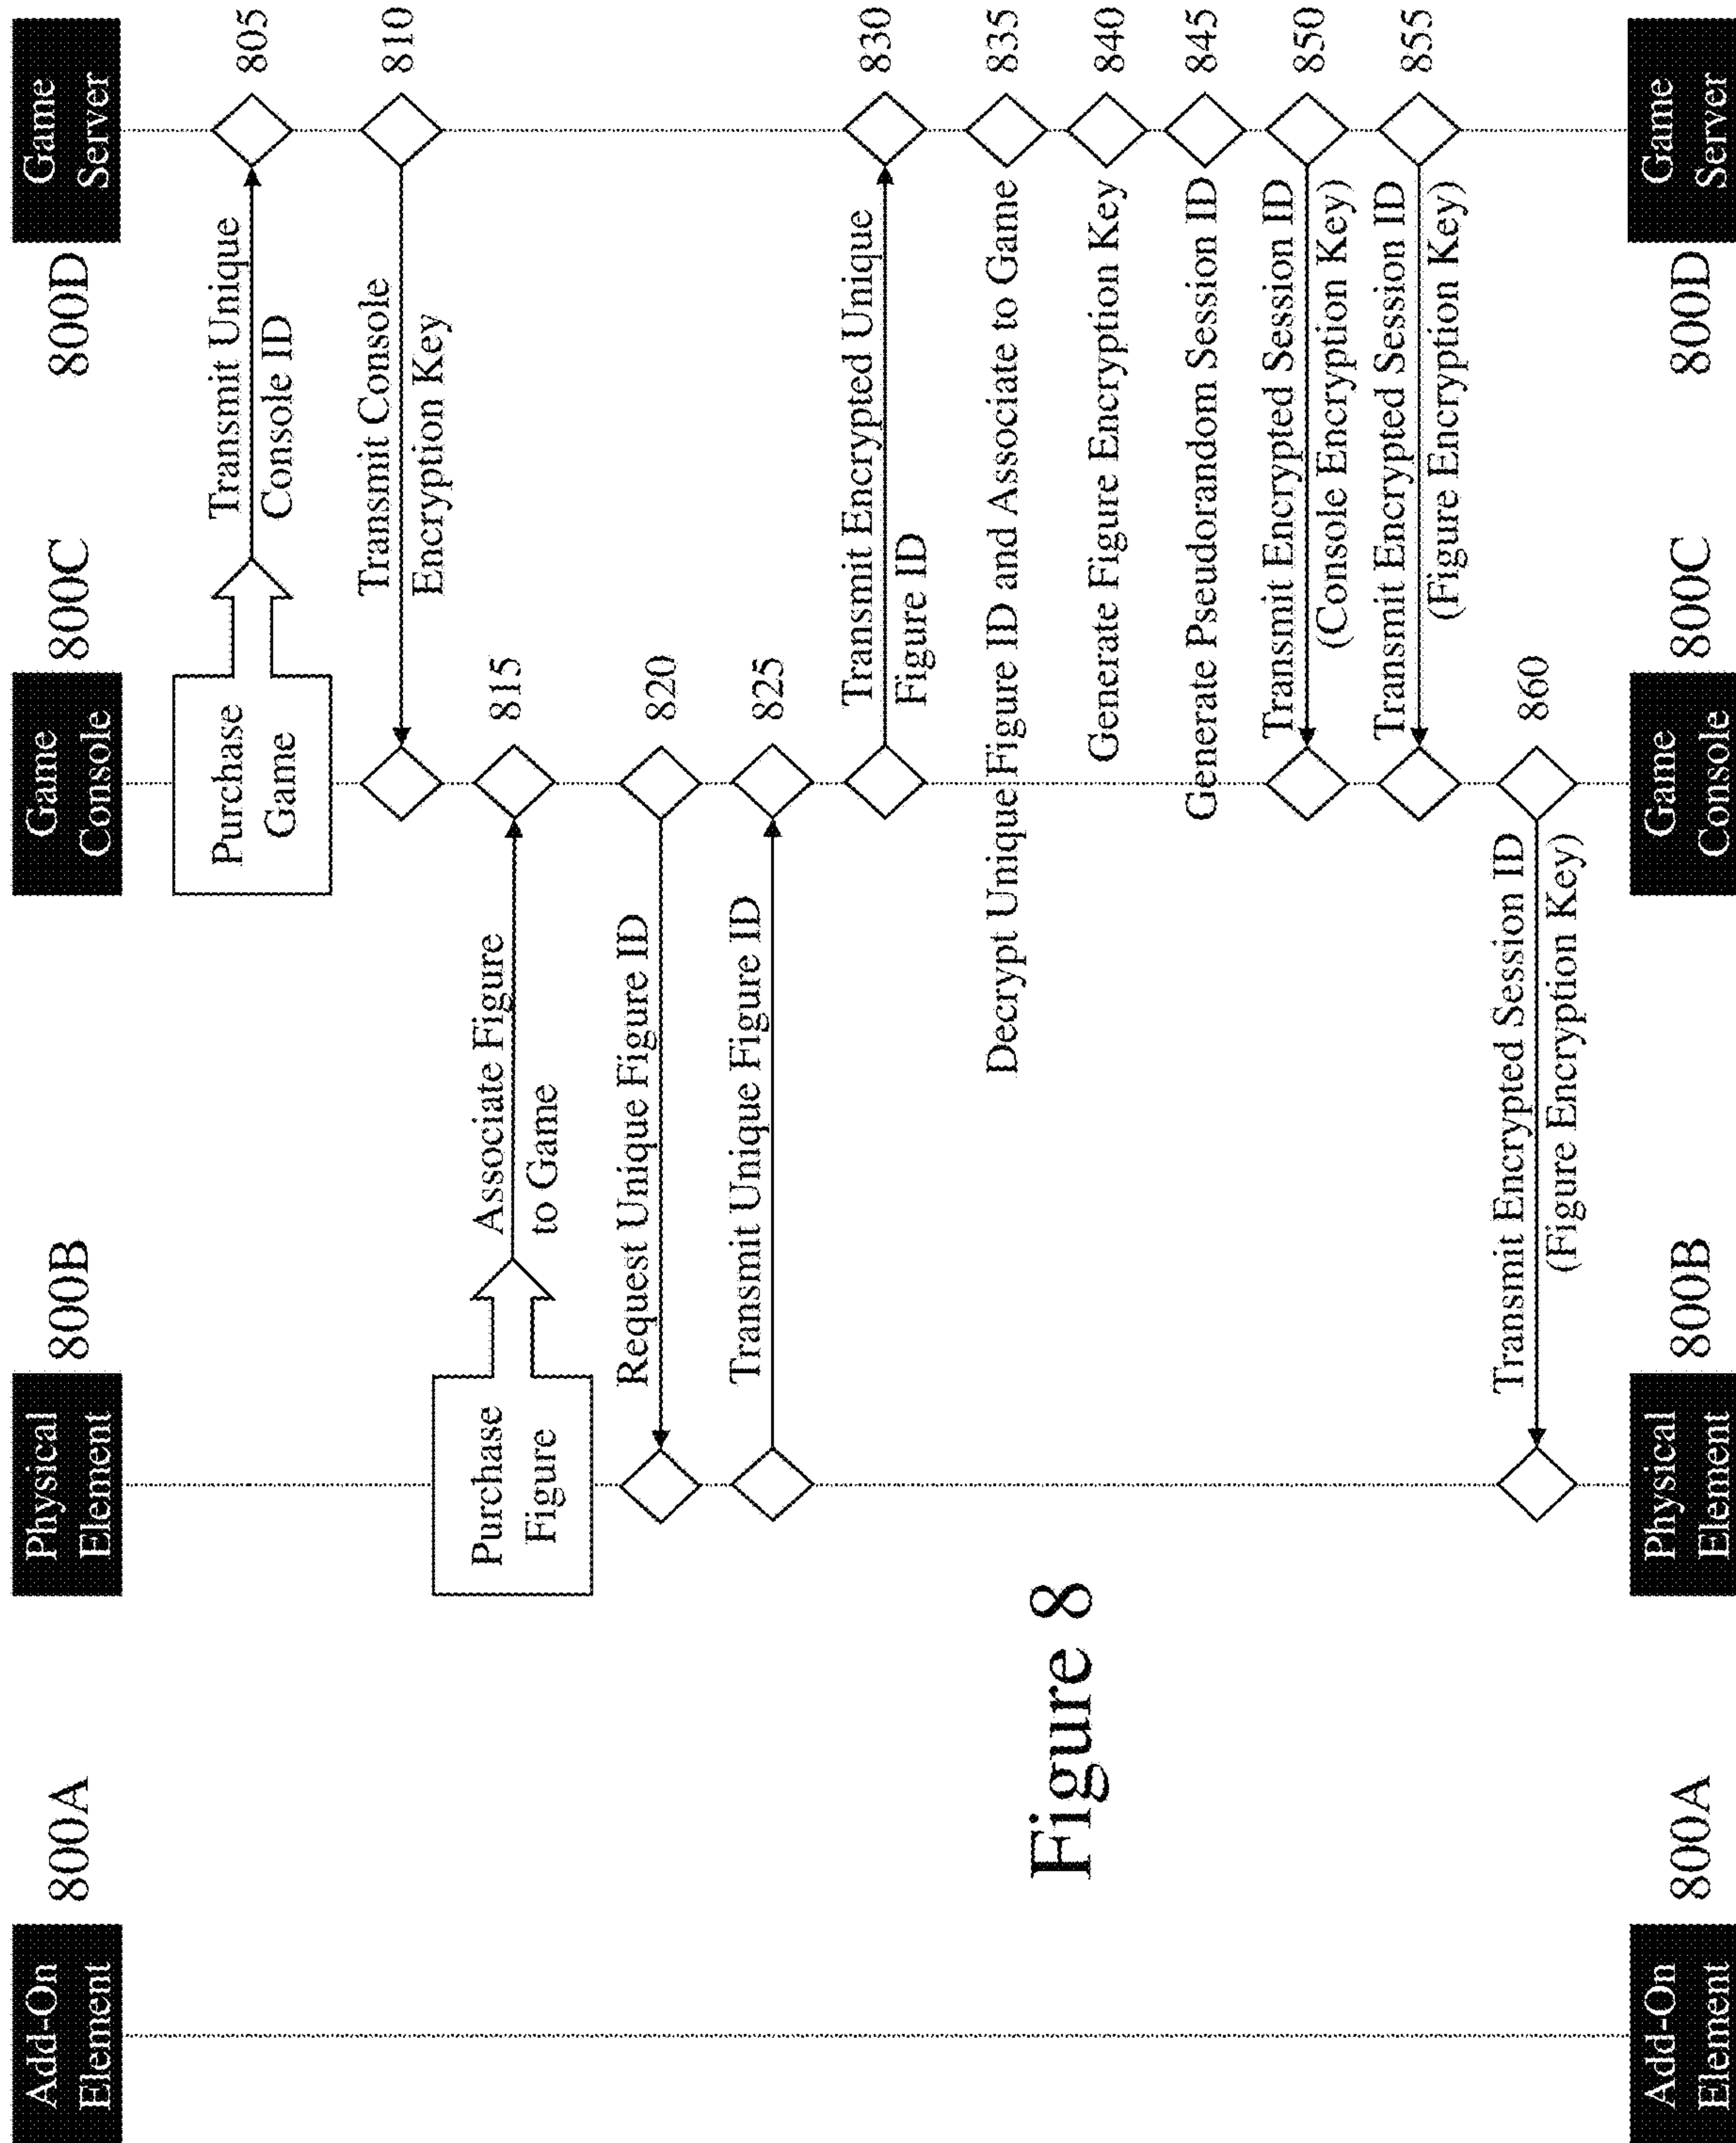 Add-On
Element
800A
Physical
Element
800B
Game
Console
800C
Game
Server
800D
Purchase
Game
Transmit Unique
Console ID
805
Transmit Console
Encryption Key
810
Purchase
Figure
Associate Figure
to Game
815
Request Unique Figure ID
820
Transmit Unique Figure ID
825
Transmit Encrypted Unique
Figure ID
830
Decrypt Unique Figure ID and Associate to Game
835
Generate Figure Encryption Key
840
Generate Pseudorandom Session ID
845
Transmit Encrypted Session ID
(Console Encryption Key)
850
Transmit Encrypted Session ID
(Figure Encryption Key)
855
Transmit Encrypted Session ID
(Figure Encryption Key)
860
Figure 8
Add-On
Element
800A
Physical
Element
800B
Game
Console
800C
Game
Server
800D